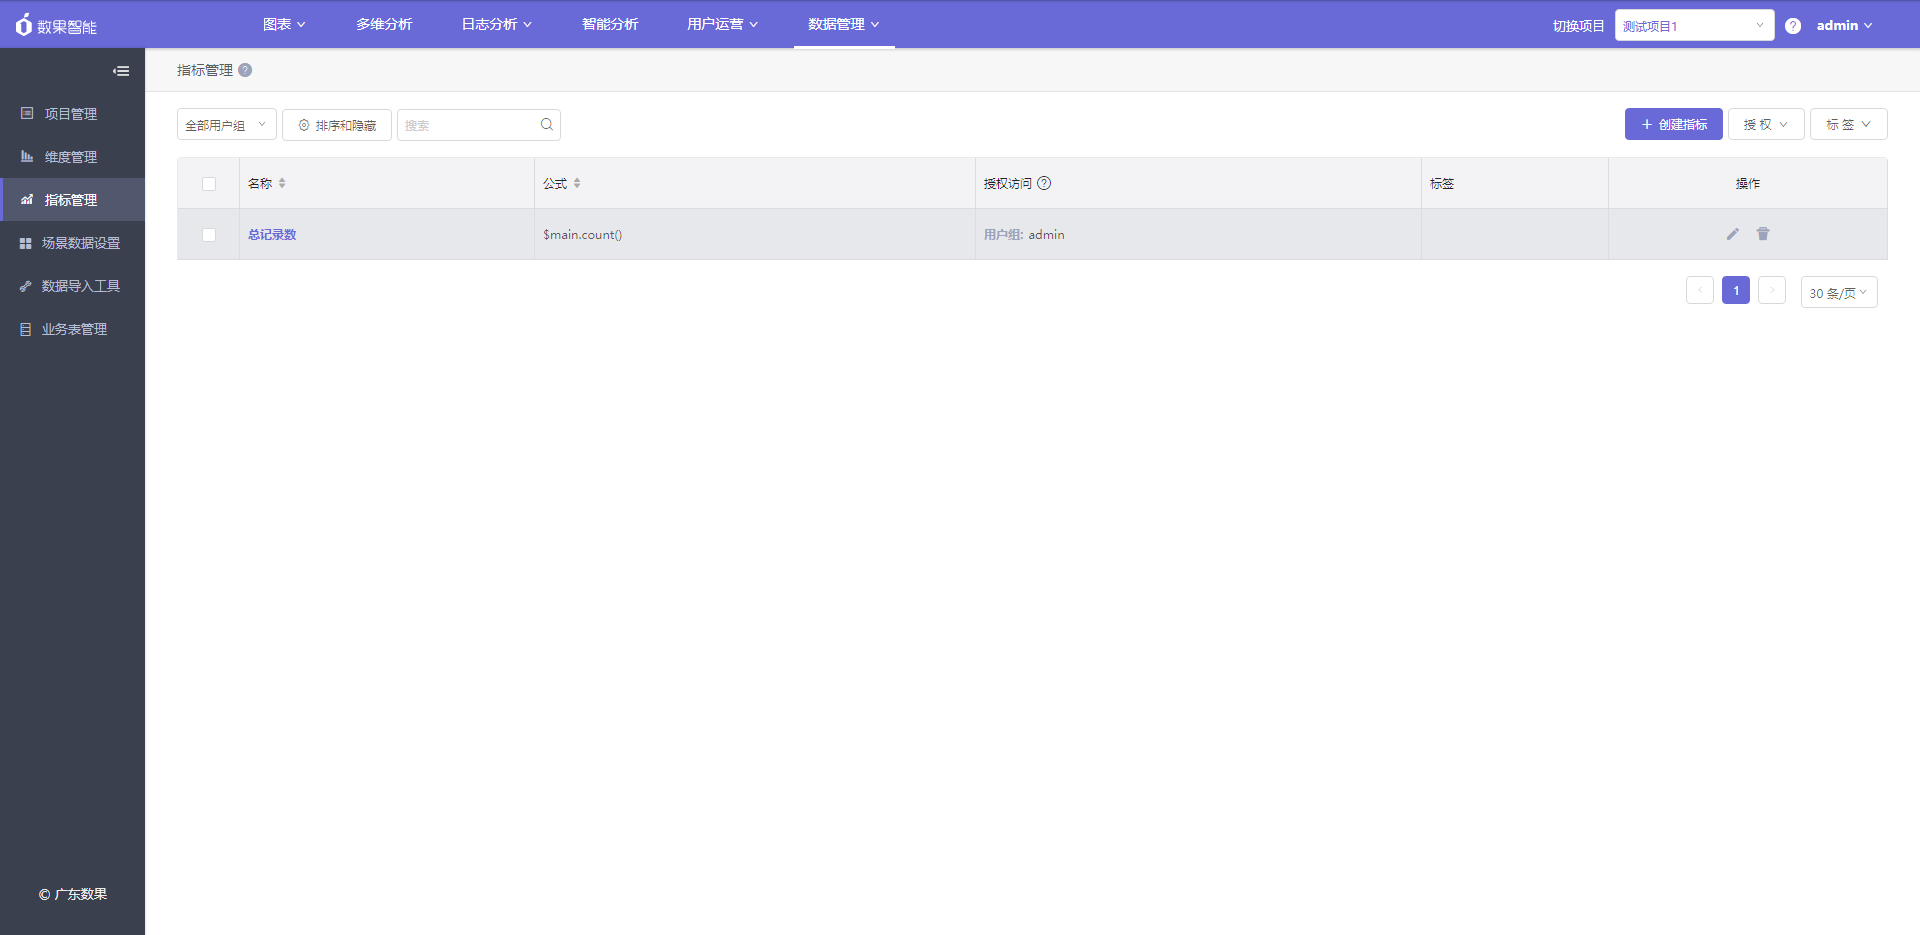 数果智能
图表
多维分析
日志分析
智能分析
用户运营
数据管理
切换项目
测试项目1
?
admin
指标管理 ?
项目管理
维度管理
指标管理
场景数据设置
数据导入工具
业务表管理
© 广东数果
全部用户组
排序和隐藏
搜索
+ 创建指标
授 权
标 签
名称
公式
授权访问 ?
标签
操作
总记录数
$main.count()
用户组: admin
1
30 条/页